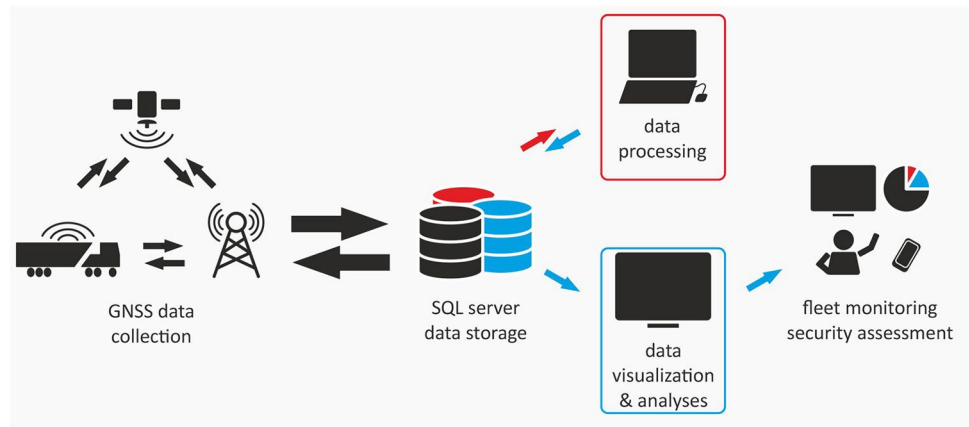 GNSS data
collection
SQL server
data storage
data
processing
data
visualization
& analyses
fleet monitoring
security assessment